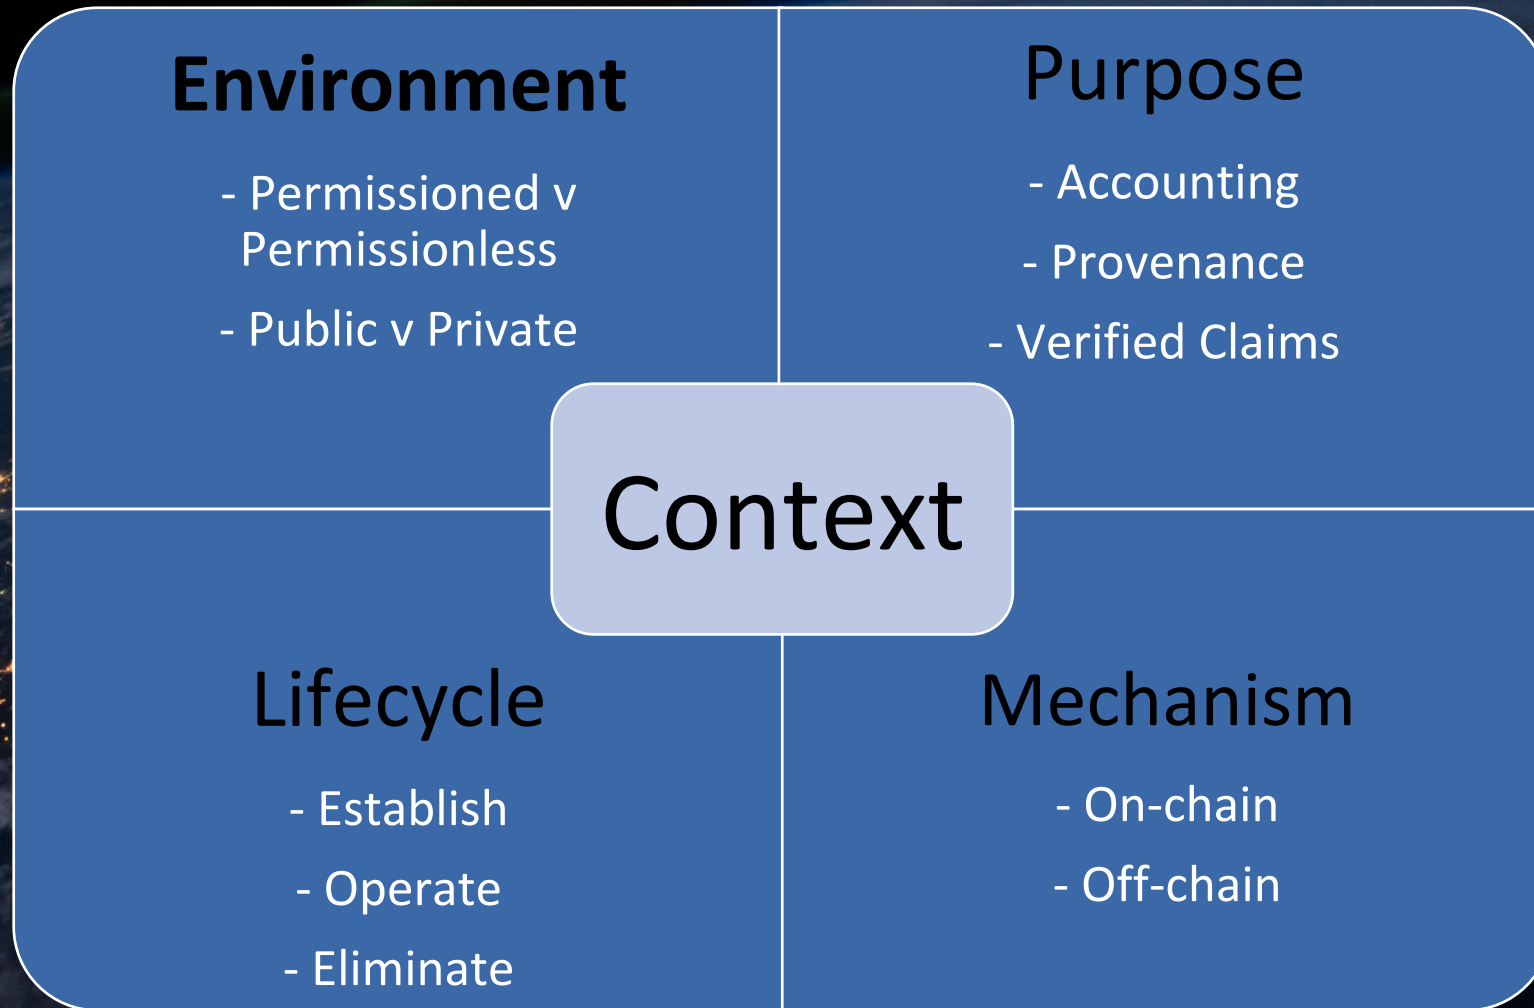 Environment
- Permissioned v
Permissionless
- Public v Private
Purpose
- Accounting
- Provenance
- Verified Claims
Context
Lifecycle
- Establish
- Operate
- Eliminate
Mechanism
- On-chain
- Off-chain